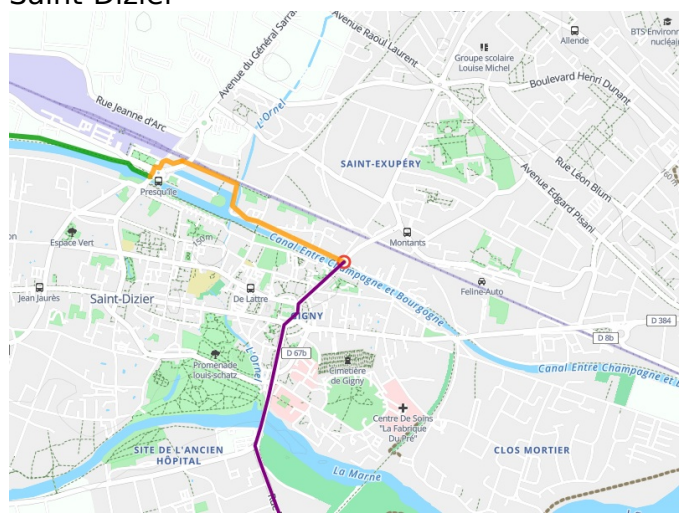 Saint-Dizier
Avenue Raoul Laurent
Allende
BTS Environ
nucléair
Groupe scolaire
Louise Michel
Avenue du Général Sarra
Boulevard Henri Dunant
Rue Jeanne d'Arc
L'Ornel
SAINT-EXUPÉRY
Rue Léon Blum
Avenue Edgard Pisani
Presqu'île
Espace Vert
Montants
Canal Entre Champagne et Bourgogne
Feline-Auto
Jean Jaurès
Saint-Dizier
De Lattre
GIGNY
D 384
D 8b
D 67b
L'Ornel
Promenade
louis-schatz
Cimetière
de Gigny
Canal Entre Champagne et B
Centre De Soins
"La Fabrique
Du Pré"
SITE DE L'ANCIEN
HÔPITAL
CLOS MORTIER
La Marne